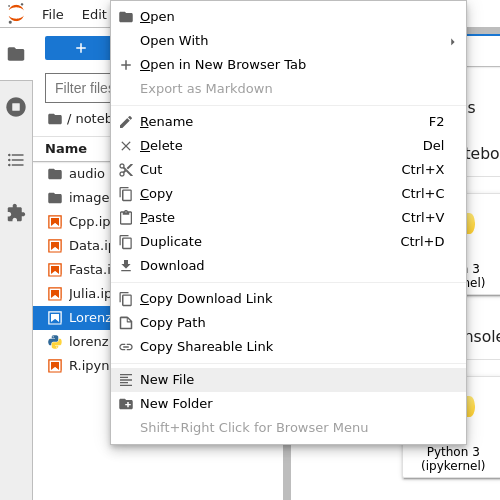 File
Edit
Filter files
/ noteb
Name
audio
image
Cpp.ip
Data.ip
Fasta.i
Julia.ip
Lorenz
lorenz
R.ipyn
Open
Open With
Open in New Browser Tab
Export as Markdown
Rename F2
Delete Del
Cut Ctrl+X
Copy Ctrl+C
Paste Ctrl+V
Duplicate Ctrl+D
Download
Copy Download Link
Copy Path
Copy Shareable Link
New File
New Folder
Shift+Right Click for Browser Menu
s
tebo
3
nel)
nsole
Python 3
(ipykernel)